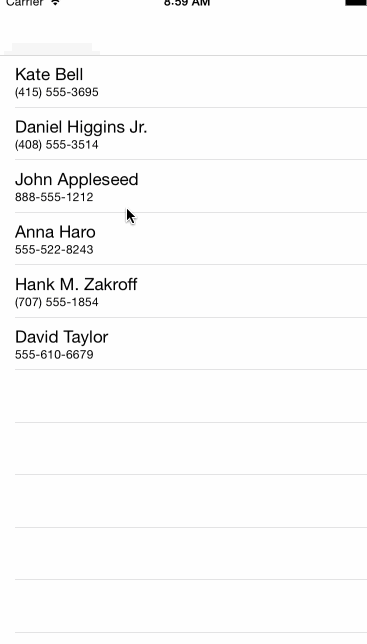 Carrier
8:59 AM
Kate Bell
(415) 555-3695
Daniel Higgins Jr.
(408) 555-3514
John Appleseed
888-555-1212
Anna Haro
555-522-8243
Hank M. Zakroff
(707) 555-1854
David Taylor
555-610-6679